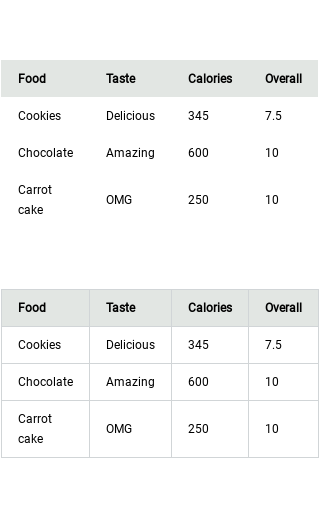 Food Taste Calories Overall
Cookies Delicious 345 7.5
Chocolate Amazing 600 10
Carrot
cake OMG 250 10
Food Taste Calories Overall
Cookies Delicious 345 7.5
Chocolate Amazing 600 10
Carrot
cake OMG 250 10